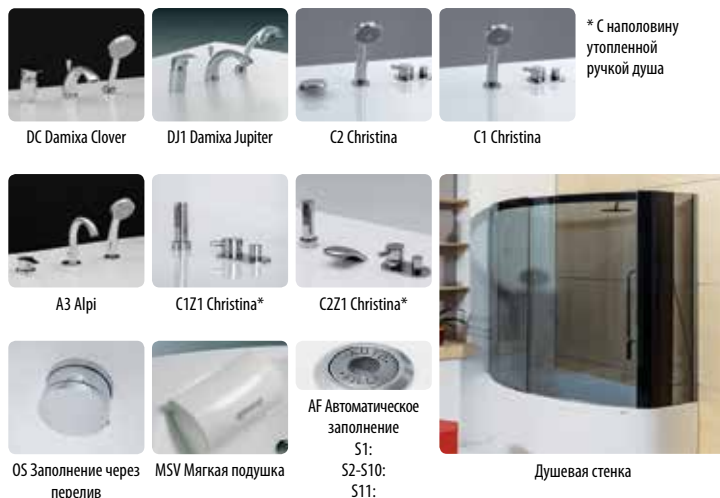 * С наполовину
утопленной
ручкой душа
DC Damixa Clover
DJ1 Damixa Jupiter
C2 Christina
C1 Christina
A3 Alpi
C1Z1 Christina*
C2Z1 Christina*
OS Заполнение через
перелив
MSV Мягкая подушка
AF Автоматическое
заполнение
S1:
S2-S10:
S11:
Душевая стенка